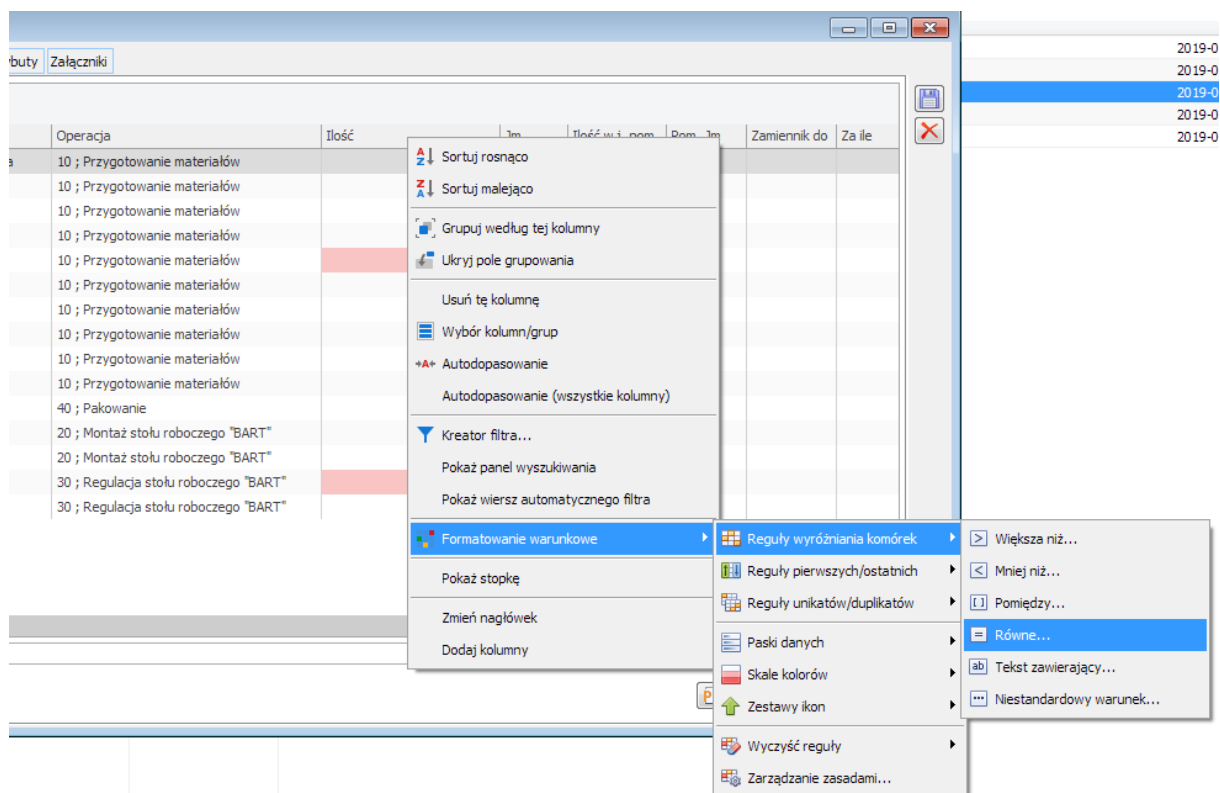 2019-0
buty Załączniki
2019-0
2019-0
2019-0
Operacja Ilość Jm Ilość w j. pom. Pom. Jm Zamiennik do Za ile
2019-0
a 10 ; Przygotowanie materiałów
10 ; Przygotowanie materiałów
10 ; Przygotowanie materiałów
10 ; Przygotowanie materiałów
10 ; Przygotowanie materiałów
10 ; Przygotowanie materiałów
10 ; Przygotowanie materiałów
10 ; Przygotowanie materiałów
10 ; Przygotowanie materiałów
10 ; Przygotowanie materiałów
40 ; Pakowanie
20 ; Montaż stołu roboczego "BART"
20 ; Montaż stołu roboczego "BART"
30 ; Regulacja stołu roboczego "BART"
30 ; Regulacja stołu roboczego "BART"
Sortuj rosnąco
Sortuj malejąco
Grupuj według tej kolumny
Ukryj pole grupowania
Usuń tę kolumnę
Wybór kolumn/grup
Autodopasowanie
Autodopasowanie (wszystkie kolumny)
Kreator filtra...
Pokaż panel wyszukiwania
Pokaż wiersz automatycznego filtra
Formatowanie warunkowe
Pokaż stopkę
Zmień nagłówek
Dodaj kolumny
Reguły wyróżniania komórek
Reguły pierwszych/ostatnich
Reguły unikatów/duplikatów
Paski danych
Skale kolorów
Zestawy ikon
Wyczyść reguły
Zarządzanie zasadami...
Większa niż...
Mniej niż...
Pomiędzy...
Równe...
Tekst zawierający...
Niestandardowy warunek...